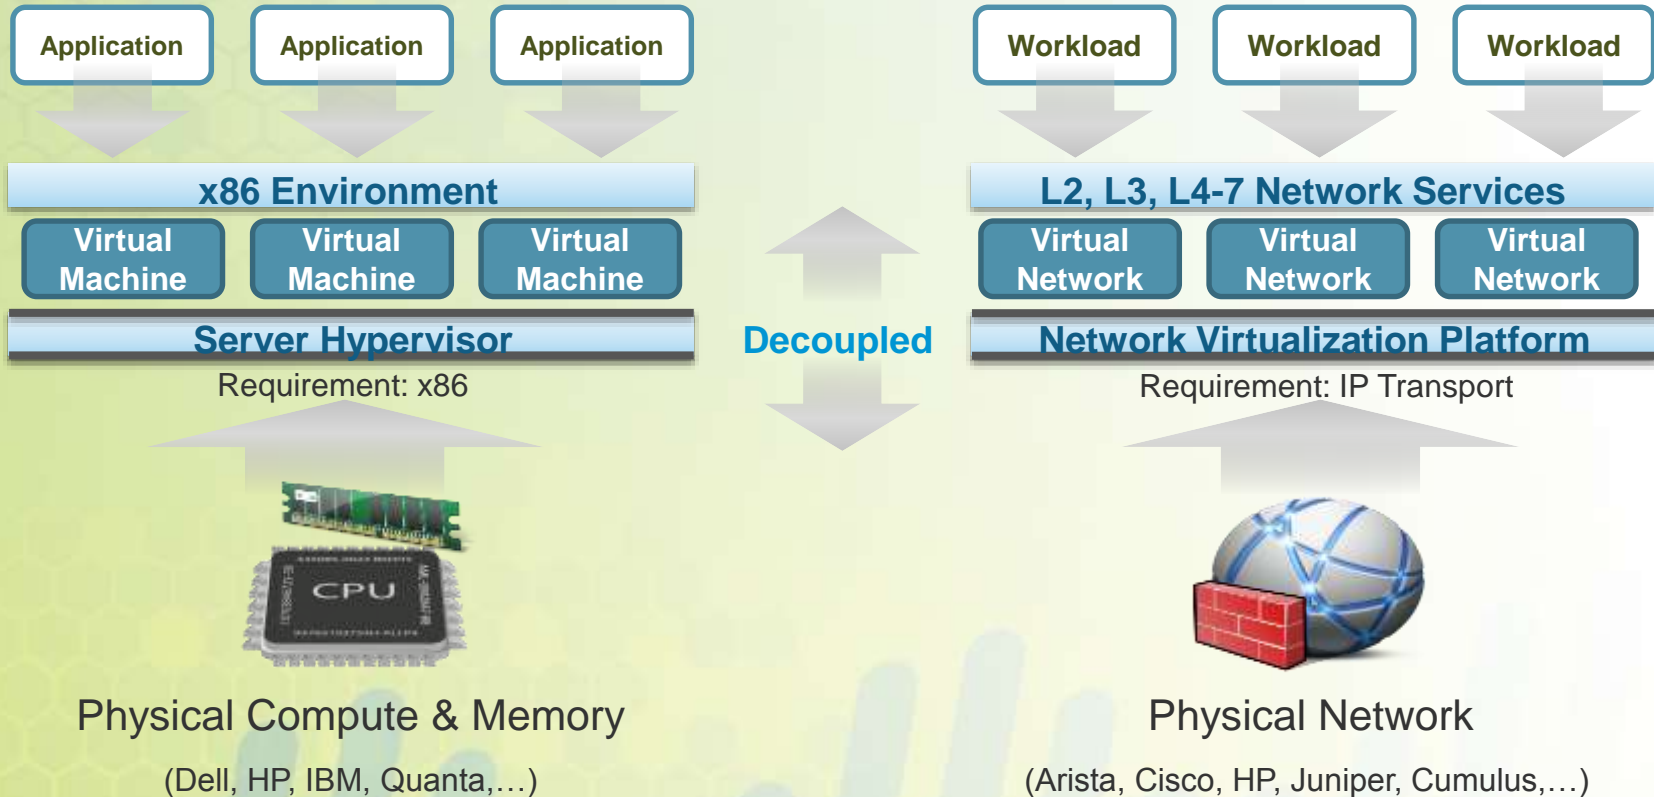 Application
Application
Application
x86 Environment
Virtual
Machine
Virtual
Machine
Virtual
Machine
Server Hypervisor
Requirement: x86
CPU
Physical Compute & Memory
(Dell, HP, IBM, Quanta,…)
Decoupled
Workload
Workload
Workload
L2, L3, L4-7 Network Services
Virtual
Network
Virtual
Network
Virtual
Network
Network Virtualization Platform
Requirement: IP Transport
Physical Network
(Arista, Cisco, HP, Juniper, Cumulus,…)